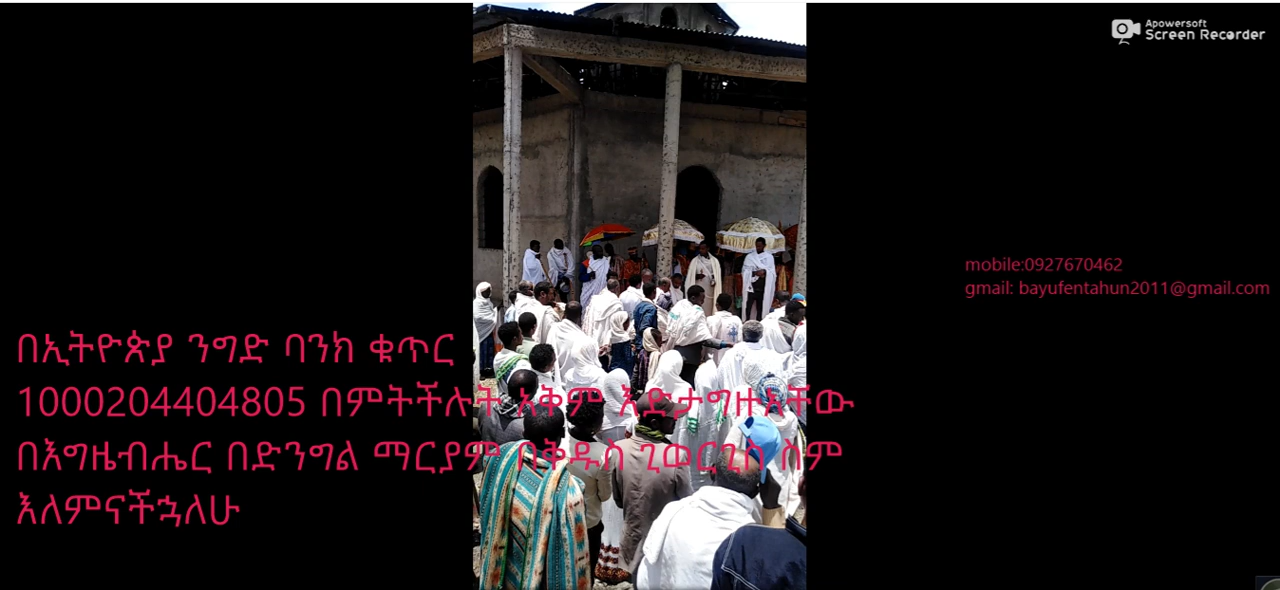 Apowersoft
Screen Recorder
mobile:0927670462
gmail: bayufentahun2011@gmail.com
በኢትዮጵያ ንግድ ባንክ ቁጥር
1000204404805 በምትችሉት አቅም እድታግዙአቸው
በእግዜብሔር በድንግል ማርያም በቅዱስ ጊወርጊስ ስም
እለምናችኋለሁ